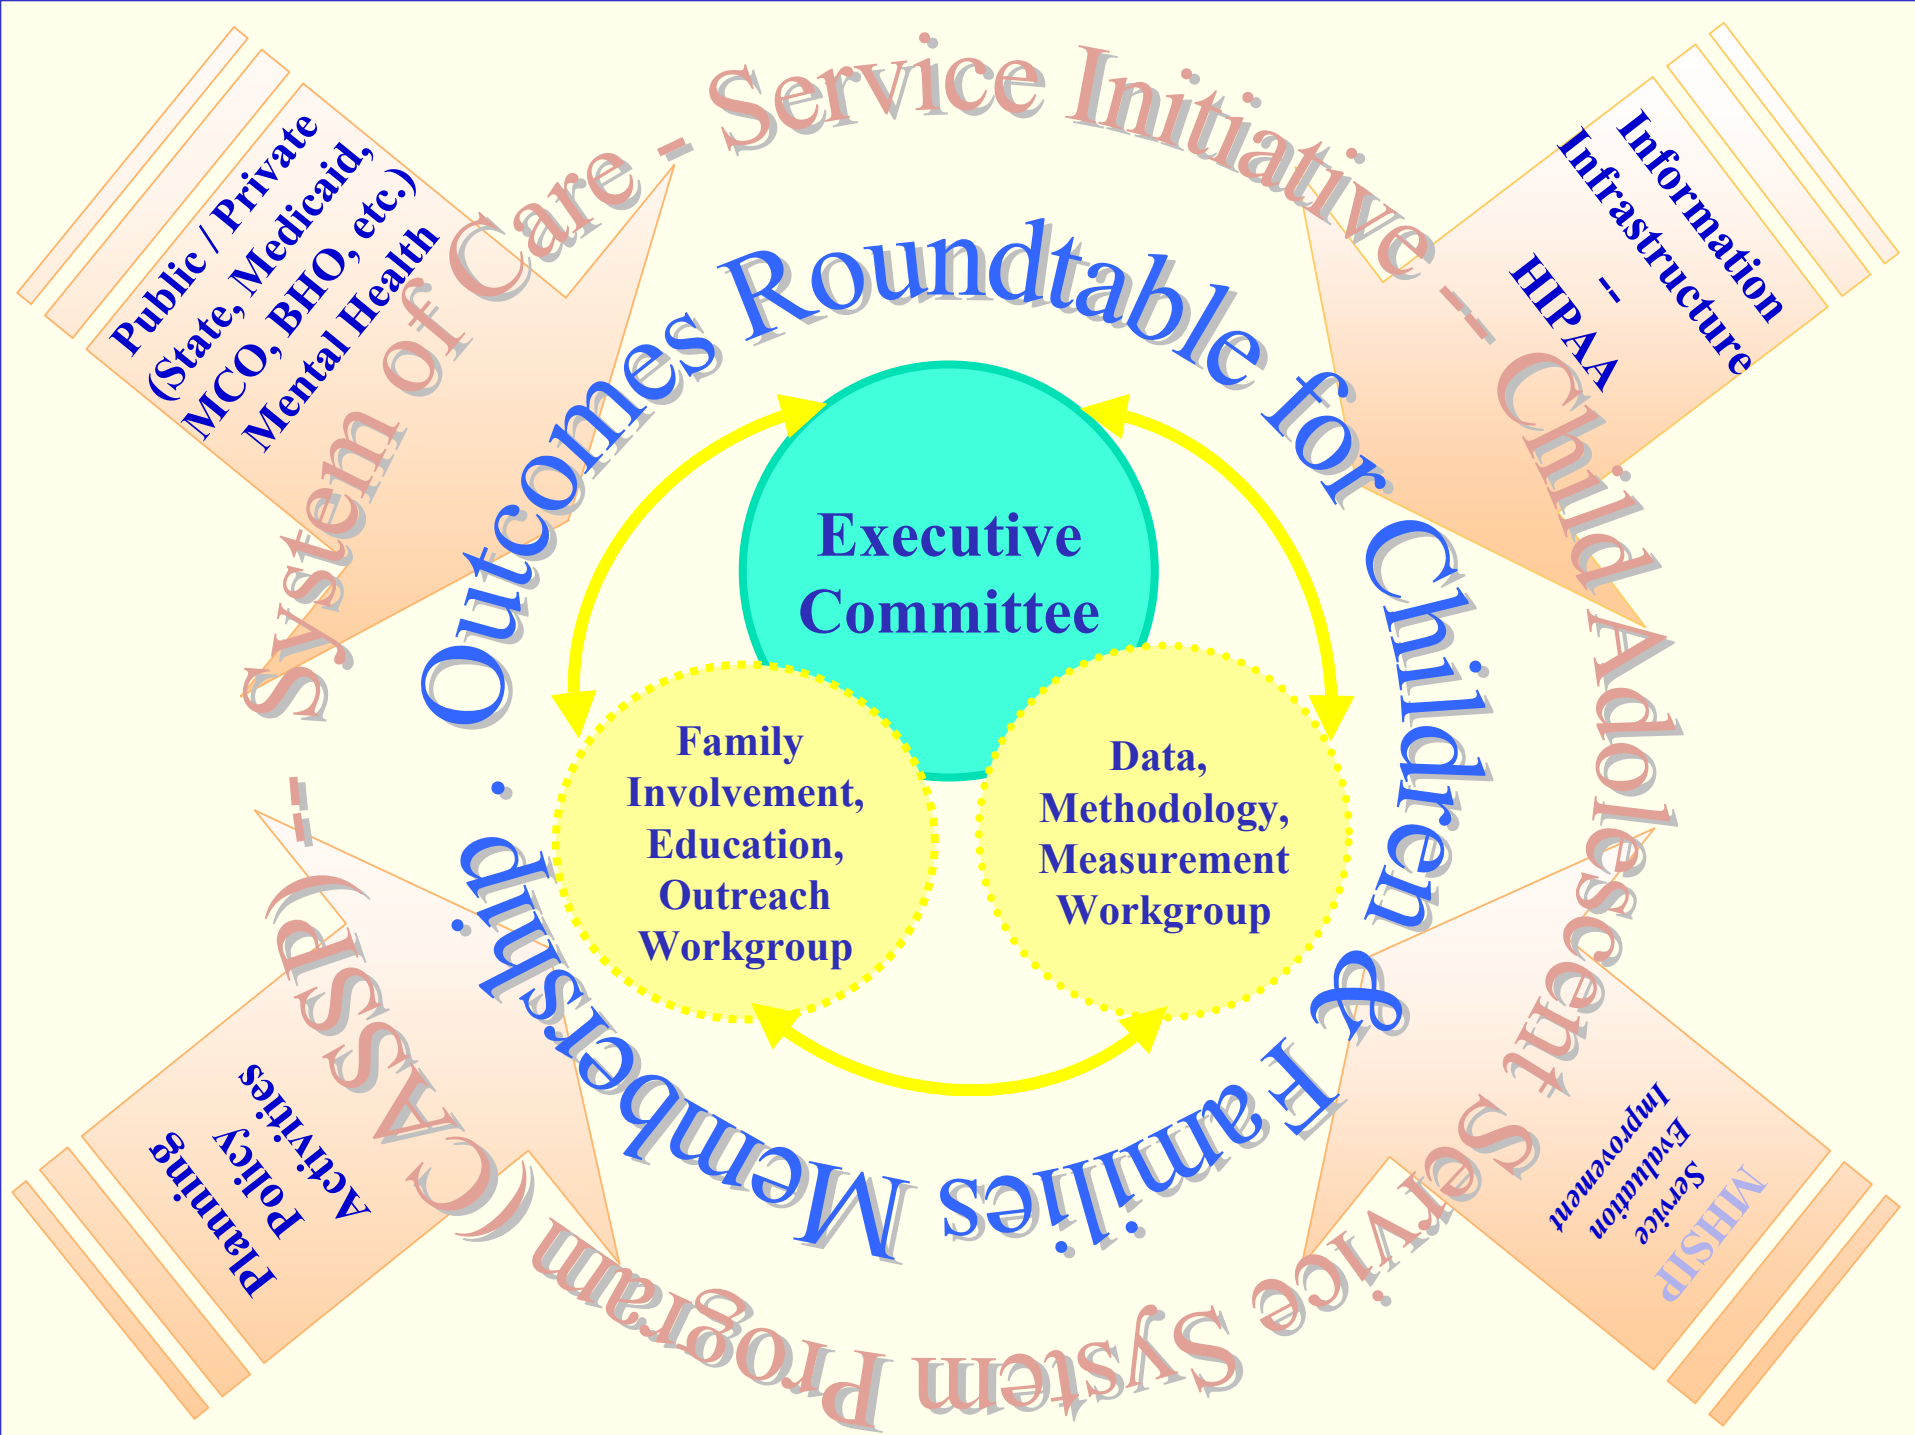 System of Care - Service Initiative -- Child Adolescent Service System Program (CASSP) --
Outcomes Roundtable for Children & Families Membership .
Public / Private
(State, Medicaid,
MCO, BHO, etc.)
Mental Health
Information
Infrastructure
--
HIPAA
Executive
Committee
Family
Involvement,
Education,
Outreach
Workgroup
Data,
Methodology,
Measurement
Workgroup
Planning
Policy
Activities
MHSIP
Service
Evaluation
Improvement